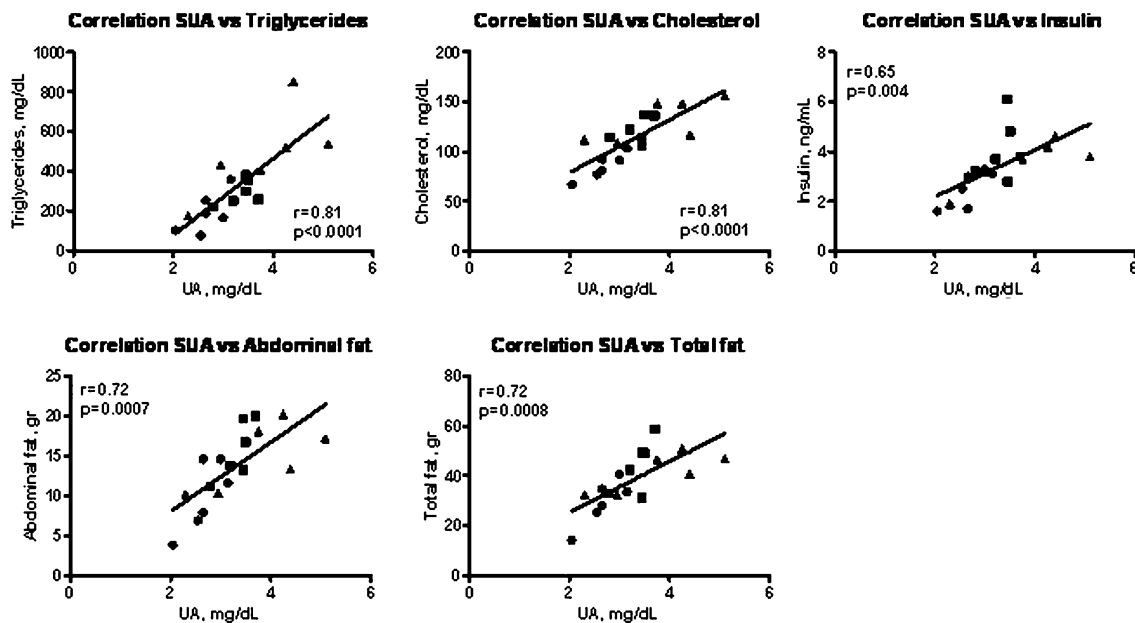 Correlation SUA vs Triglycerides
1000
800
600
400
200
0
0
2
4
6
Triglycerides, mg/dL
UA, mg/dL
r=0.81
p<0.0001
Correlation SUA vs Cholesterol
200
150
100
50
0
0
2
4
6
Cholesterol, mg/dL
UA, mg/dL
r=0.81
p<0.0001
Correlation SUA vs Insulin
8
6
4
2
0
0
2
4
6
Insulin, ng/mL
UA, mg/dL
r=0.65
p=0.004
Correlation SUA vs Abdominal fat
25
20
15
10
5
0
0
2
4
6
Abdominal fat, gr
UA, mg/dL
r=0.72
p=0.0007
Correlation SUA vs Total fat
80
60
40
20
0
0
2
4
6
Total fat, gr
UA, mg/dL
r=0.72
p=0.0008